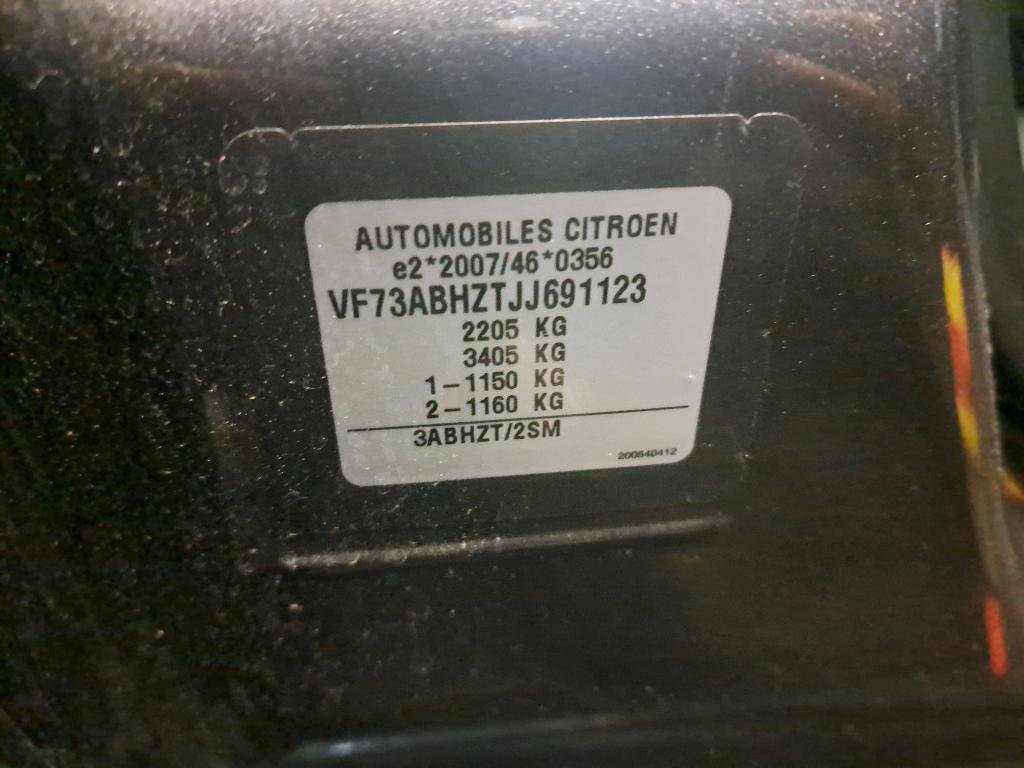 AUTOMOBILES CITROEN
e2*2007/46*0356
VF73ABHZTJJ691123
2205 KG
3405 KG
1-1150 KG
2-1160 KG
3ABHZT/2SM
200540412